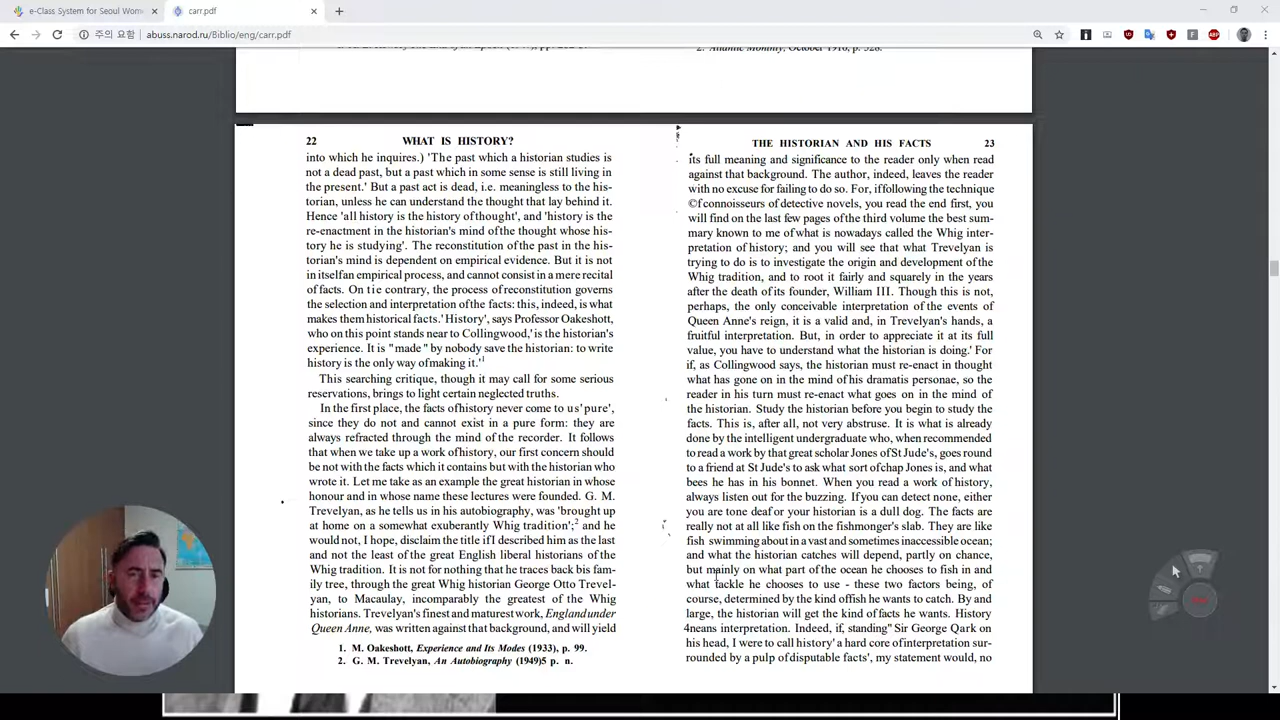 e-Class System for Seoul Wom
carr.pdf
주의 요함
abuss.narod.ru/Biblio/eng/carr.pdf
2. Atlantic Monthly, October 1910, p. 528.
22 WHAT IS HISTORY?
into which he inquires.) 'The past which a historian studies is
not a dead past, but a past which in some sense is still living in
the present.' But a past act is dead, i.e. meaningless to the his-
torian, unless he can understand the thought that lay behind it.
Hence 'all history is the history of thought', and 'history is the
re-enactment in the historian's mind of the thought whose his-
tory he is studying'. The reconstitution of the past in the his-
torian's mind is dependent on empirical evidence. But it is not
in itselfan empirical process, and cannot consist in a mere recital
of facts. On tie contrary, the process of reconstitution governs
the selection and interpretation of the facts: this, indeed, is what
makes them historical facts.' History', says Professor Oakeshott,
who on this point stands near to Collingwood,' is the historian's
experience. It is "made" by nobody save the historian: to write
history is the only way of making it.'1
This searching critique, though it may call for some serious
reservations, brings to light certain neglected truths.
In the first place, the facts of history never come to us 'pure',
since they do not and cannot exist in a pure form: they are
always refracted through the mind of the recorder. It follows
that when we take up a work of history, our first concern should
be not with the facts which it contains but with the historian who
wrote it. Let me take as an example the great historian in whose
honour and in whose name these lectures were founded. G. M.
Trevelyan, as he tells us in his autobiography, was 'brought up
at home on a somewhat exuberantly Whig tradition';2 and he
would not, I hope, disclaim the title if I described him as the last
and not the least of the great English liberal historians of the
Whig tradition. It is not for nothing that he traces back bis fam-
ily tree, through the great Whig historian George Otto Trevel-
yan, to Macaulay, incomparably the greatest of the Whig
historians. Trevelyan's finest and maturest work, England under
Queen Anne, was written against that background, and will yield
1. M. Oakeshott, Experience and Its Modes (1933), p. 99.
2. G. M. Trevelyan, An Autobiography (1949)5 p. n.
THE HISTORIAN AND HIS FACTS 23
its full meaning and significance to the reader only when read
against that background. The author, indeed, leaves the reader
with no excuse for failing to do so. For, if following the technique
©f connoisseurs of detective novels, you read the end first, you
will find on the last few pages of the third volume the best sum-
mary known to me of what is nowadays called the Whig inter-
pretation of history; and you will see that what Trevelyan is
trying to do is to investigate the origin and development of the
Whig tradition, and to root it fairly and squarely in the years
after the death of its founder, William III. Though this is not,
perhaps, the only conceivable interpretation of the events of
Queen Anne's reign, it is a valid and, in Trevelyan's hands, a
fruitful interpretation. But, in order to appreciate it at its full
value, you have to understand what the historian is doing.' For
if, as Collingwood says, the historian must re-enact in thought
what has gone on in the mind of his dramatis personae, so the
reader in his turn must re-enact what goes on in the mind of
the historian. Study the historian before you begin to study the
facts. This is, after all, not very abstruse. It is what is already
done by the intelligent undergraduate who, when recommended
to read a work by that great scholar Jones of St Jude's, goes round
to a friend at St Jude's to ask what sort of chap Jones is, and what
bees he has in his bonnet. When you read a work of history,
always listen out for the buzzing. If you can detect none, either
you are tone deaf or your historian is a dull dog. The facts are
really not at all like fish on the fishmonger's slab. They are like
fish swimming about in a vast and sometimes inaccessible ocean;
and what the historian catches will depend, partly on chance,
but mainly on what part of the ocean he chooses to fish in and
what tackle he chooses to use - these two factors being, of
course, determined by the kind offish he wants to catch. By and
large, the historian will get the kind of facts he wants. History
4neans interpretation. Indeed, if, standing" Sir George Qark on
his head, I were to call history' a hard core of interpretation sur-
rounded by a pulp of disputable facts', my statement would, no